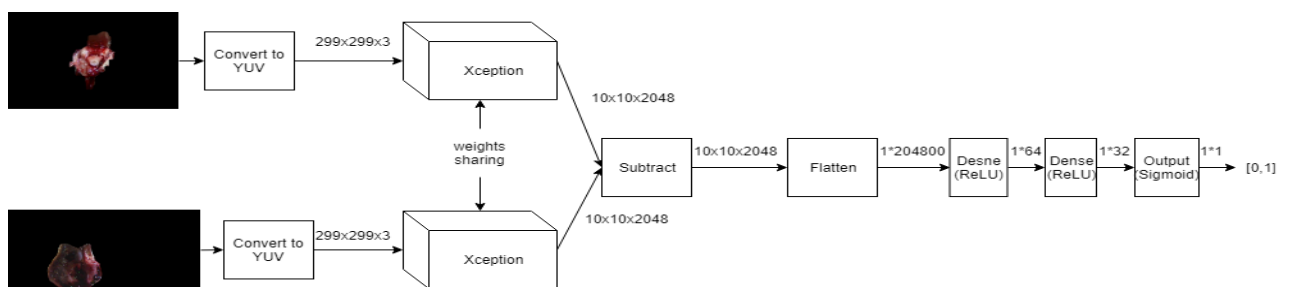 Convert to
YUV
299x299x3
Xception
10x10x2048
weights
sharing
Subtract
10x10x2048
Flatten
1*204800
Desne
(ReLU)
1*64
Dense
(ReLU)
1*32
Output
(Sigmoid)
1*1
[0,1]
10x10x2048
Convert to
YUV
299x299x3
Xception